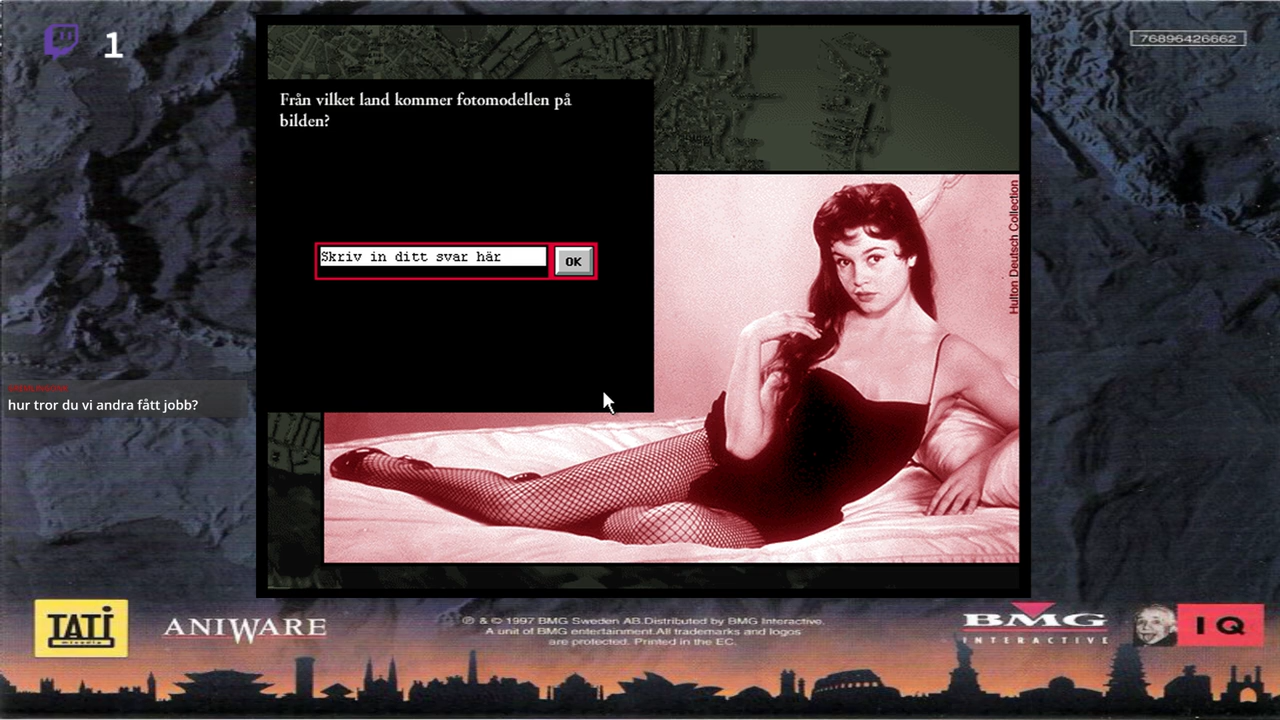 1
76896426662
Från vilket land kommer fotomodellen på
bilden?
Skriv in ditt svar här
OK
Hulton Deutsch Collection
hur tror du vi andra fått jobb?
TATi
ANIWARE
℗ & © 1997 BMG Sweden AB.Distributed by BMG Interactive.
A unit of BMG entertainment.All trademarks and logos
are protected. Printed in the EC.
BMG
INTERACTIVE
IQ